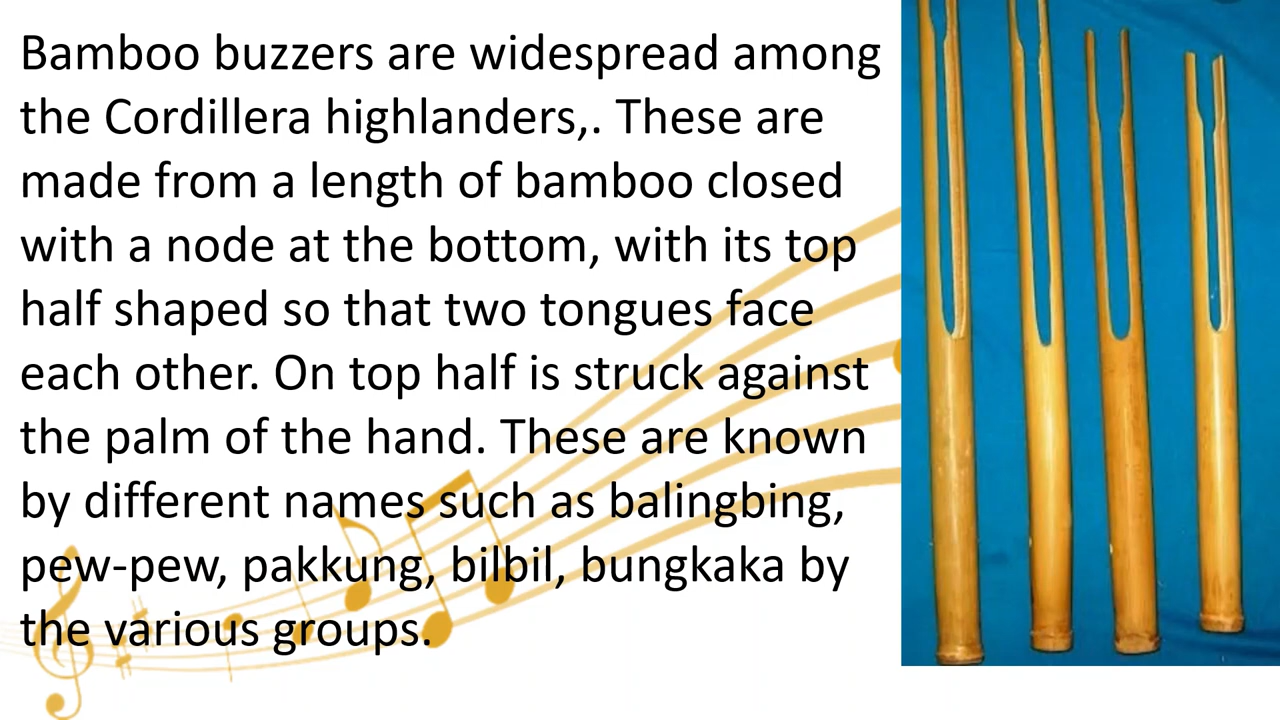 Bamboo buzzers are widespread among
the Cordillera highlanders,. These are
made from a length of bamboo closed
with a node at the bottom, with its top
half shaped so that two tongues face
each other. On top half is struck against
the palm of the hand. These are known
by different names such as balingbing,
pew-pew, pakkung, bilbil, bungkaka by
the various groups.